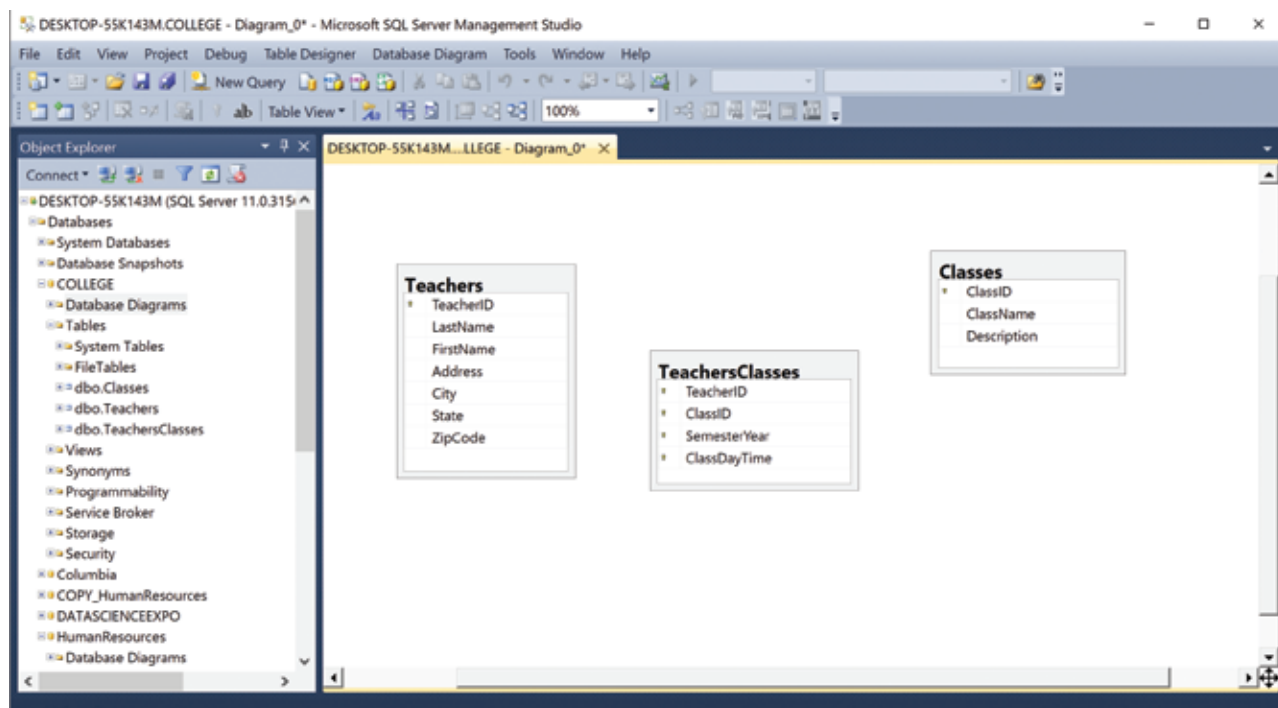 DESKTOP-55K143M.COLLEGE - Diagram_0* - Microsoft SQL Server Management Studio
File Edit View Project Debug Table Designer Database Diagram Tools Window Help
New Query
ab Table View 100%
Object Explorer
DESKTOP-55K143M....LLEGE - Diagram_0*
Connect
DESKTOP-55K143M (SQL Server 11.0.315
Databases
System Databases
Database Snapshots
COLLEGE
Database Diagrams
Tables
System Tables
FileTables
dbo.Classes
dbo.Teachers
dbo.TeachersClasses
Views
Synonyms
Programmability
Service Broker
Storage
Security
Columbia
COPY_HumanResources
DATASCIENCEEXPO
HumanResources
Database Diagrams
Teachers
TeacherID
LastName
FirstName
Address
City
State
ZipCode
TeachersClasses
TeacherID
ClassID
SemesterYear
ClassDayTime
Classes
ClassID
ClassName
Description